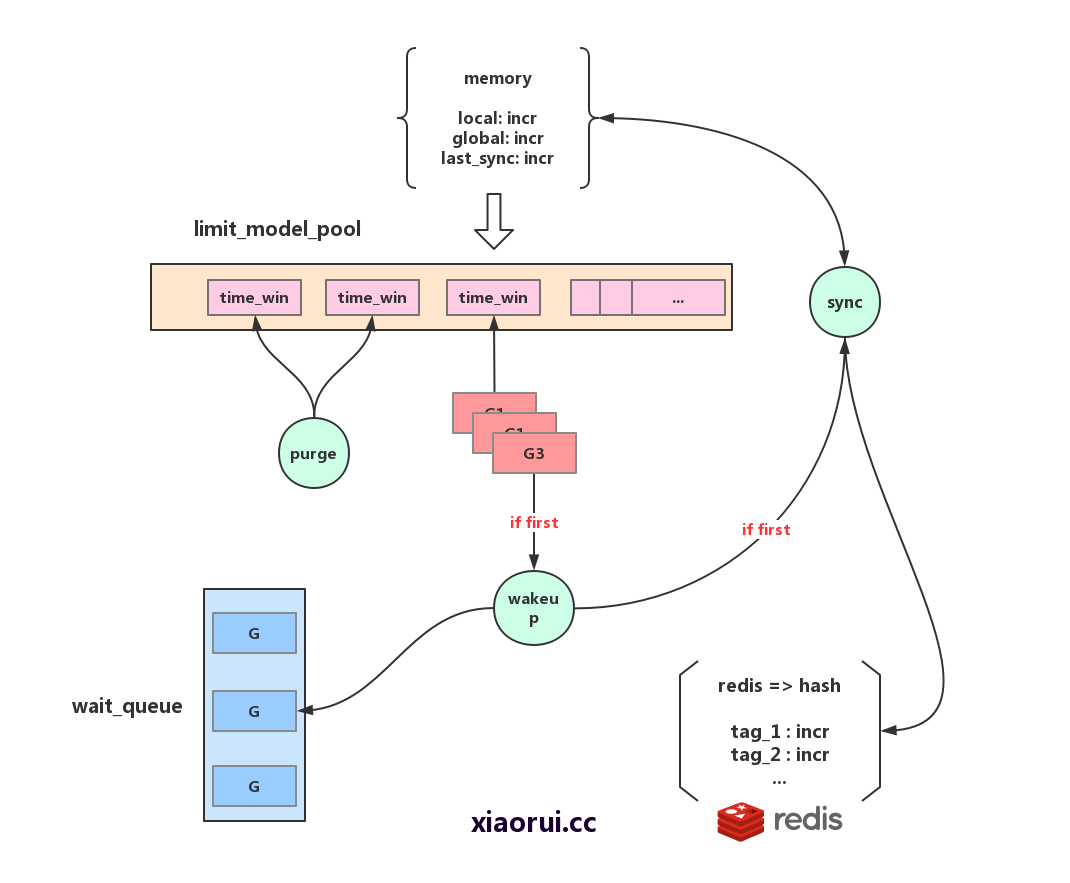 memory
local: incr
global: incr
last_sync: incr
limit_model_pool
time_win
time_win
time_win
...
sync
G1
G1
G3
purge
if first
if first
wakeu
p
G
G
G
wait_queue
redis => hash
tag_1 : incr
tag_2 : incr
...
redis
xiaorui.cc